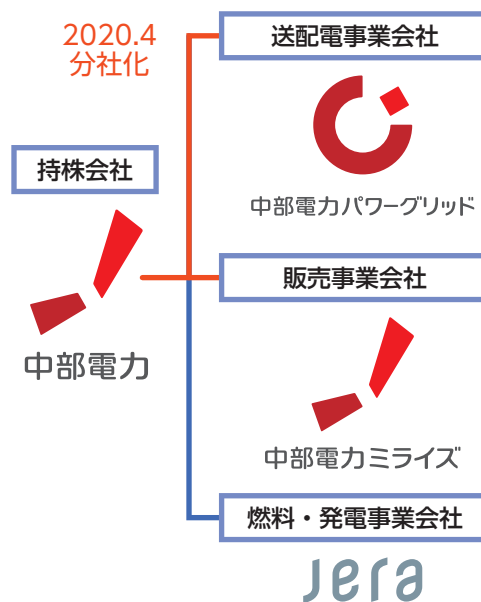 2020.4
分社化
持株会社
中部電力
送配電事業会社
中部電力パワーグリッド
販売事業会社
中部電力ミライズ
燃料・発電事業会社
Jera